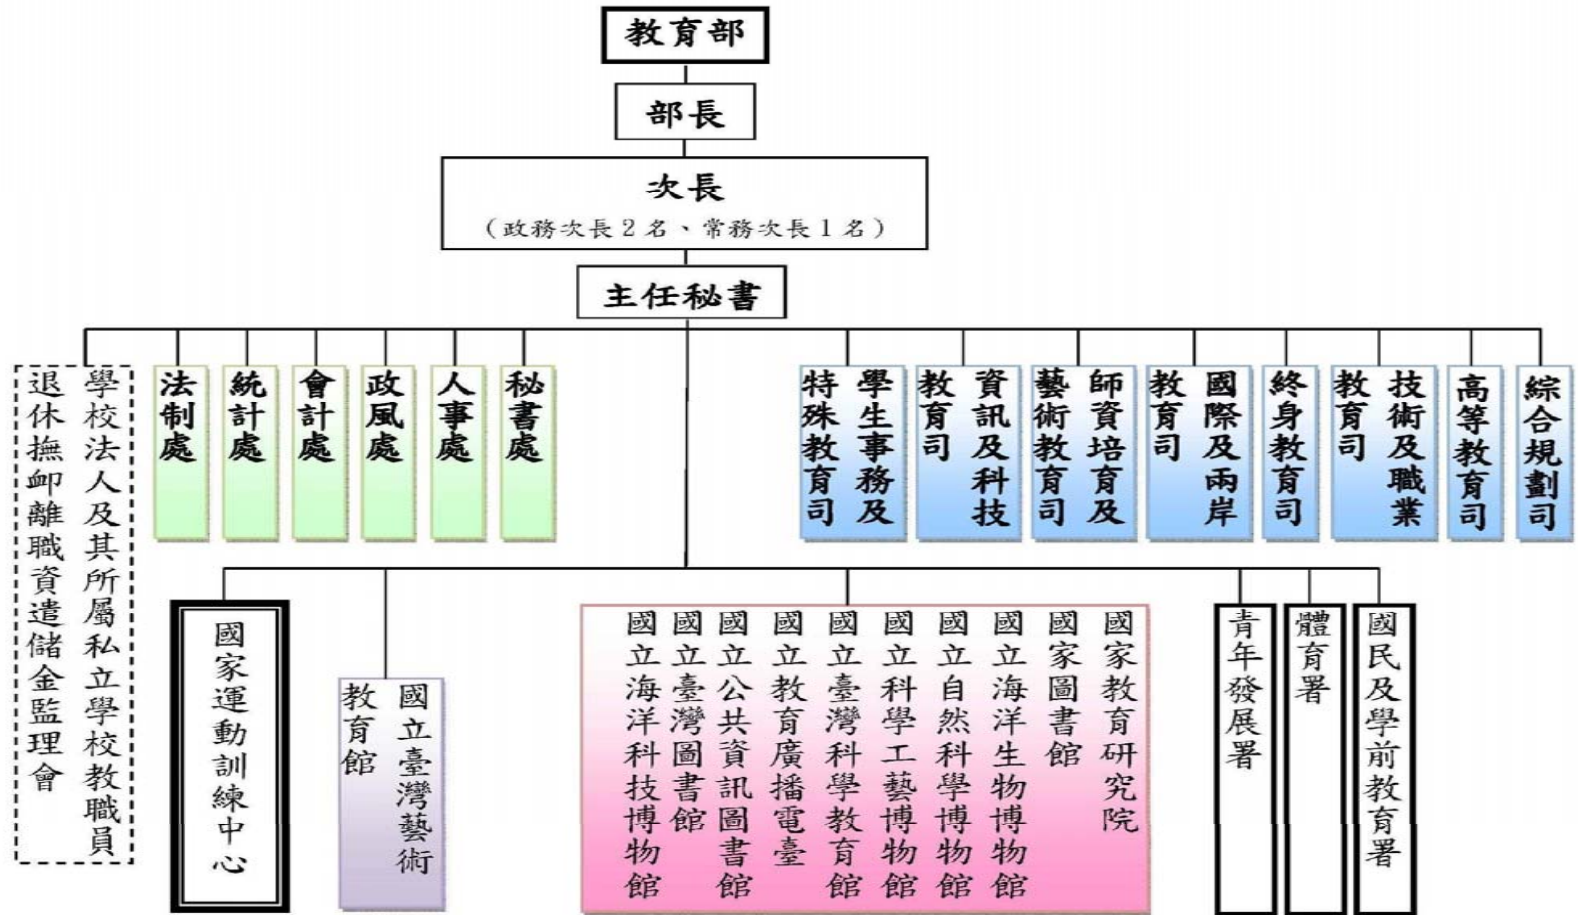 教育部
部長
次長
（政務次長2名、常務次長1名）
主任秘書
綜合規劃司
高等教育司
技術及職業
教育司
終身教育司
國際及兩岸
教育司
師資培育及
藝術教育司
資訊及科技
教育司
學生事務及
特殊教育司
秘書處
人事處
政風處
會計處
統計處
法制處
學校法人及其所屬私立學校教職員
退休撫卹離職資遣儲金監理會
國民及學前教育署
體育署
青年發展署
國家教育研究院
國家圖書館
國立海洋生物博物館
國立自然科學博物館
國立科學工藝博物館
國立臺灣科學教育館
國立教育廣播電臺
國立公共資訊圖書館
國立臺灣圖書館
國立海洋科技博物館
國立臺灣藝術
教育館
國家運動訓練中心